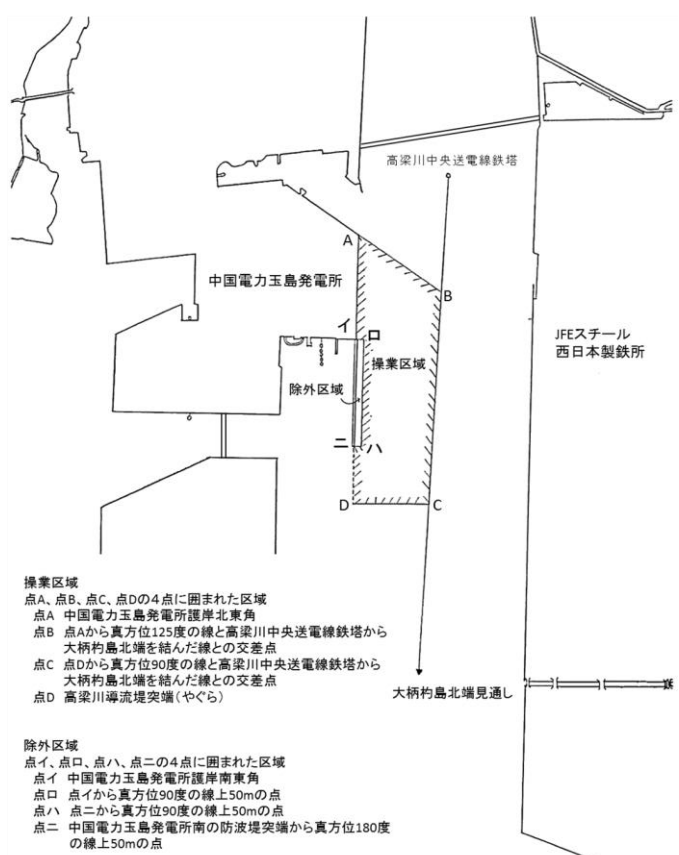 高梁川中央送電線鉄塔
A
中国電力玉島発電所
B
イ
ロ
JFEスチール
西日本製鉄所
操業区域
除外区域
ニ
ハ
D
C
操業区域
点A、点B、点C、点Dの4点に囲まれた区域
点A 中国電力玉島発電所護岸北東角
点B 点Aから真方位125度の線と高梁川中央送電線鉄塔から
大柄杓島北端を結んだ線との交差点
点C 点Dから真方位90度の線と高梁川中央送電線鉄塔から
大柄杓島北端を結んだ線との交差点
点D 高梁川導流堤突端(やぐら)
大柄杓島北端見通し
除外区域
点イ、点ロ、点ハ、点ニの4点に囲まれた区域
点イ 中国電力玉島発電所護岸南東角
点ロ 点イから真方位90度の線上50mの点
点ハ 点ニから真方位90度の線上50mの点
点ニ 中国電力玉島発電所南の防波堤突端から真方位180度
の線上50mの点